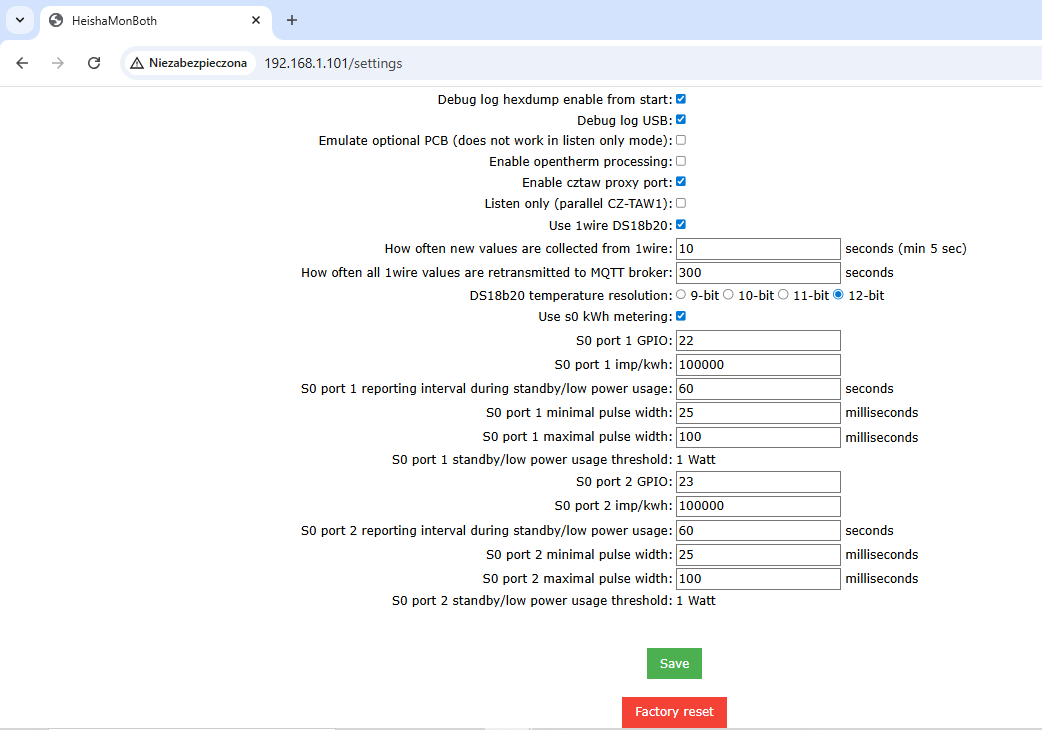 HeishaMonBoth
Niezabezpieczona 192.168.1.101/settings
Debug log hexdump enable from start:
Debug log USB:
Emulate optional PCB (does not work in listen only mode):
Enable opentherm processing:
Enable cztaw proxy port:
Listen only (parallel CZ-TAW1):
Use 1wire DS18b20:
How often new values are collected from 1wire: 10 seconds (min 5 sec)
How often all 1wire values are retransmitted to MQTT broker: 300 seconds
DS18b20 temperature resolution: 9-bit 10-bit 11-bit 12-bit
Use s0 kWh metering:
S0 port 1 GPIO: 22
S0 port 1 imp/kwh: 100000
S0 port 1 reporting interval during standby/low power usage: 60 seconds
S0 port 1 minimal pulse width: 25 milliseconds
S0 port 1 maximal pulse width: 100 milliseconds
S0 port 1 standby/low power usage threshold: 1 Watt
S0 port 2 GPIO: 23
S0 port 2 imp/kwh: 100000
S0 port 2 reporting interval during standby/low power usage: 60 seconds
S0 port 2 minimal pulse width: 25 milliseconds
S0 port 2 maximal pulse width: 100 milliseconds
S0 port 2 standby/low power usage threshold: 1 Watt
Save
Factory reset